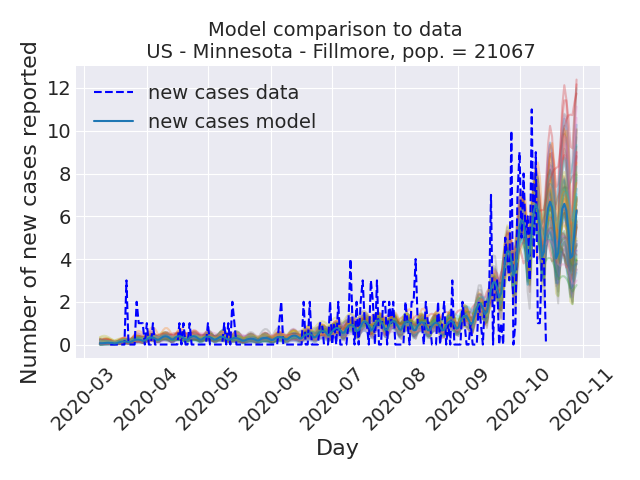 Model comparison to data
US - Minnesota - Fillmore, pop. = 21067
Number of new cases reported
12
10
8
6
4
2
0
new cases data
new cases model
2020-03
2020-04
2020-05
2020-06
2020-07
2020-08
2020-09
2020-10
2020-11
Day